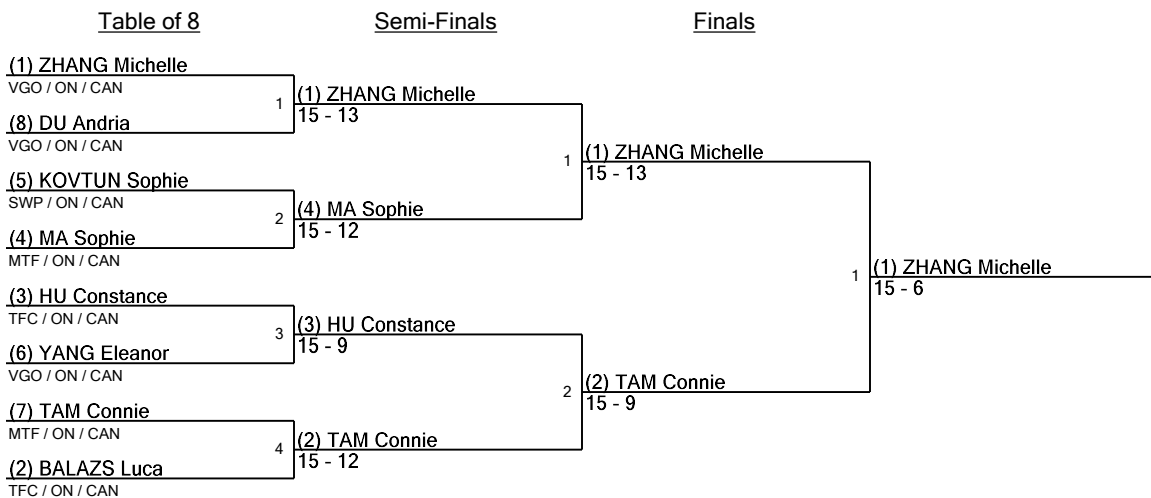 Table of 8
Semi-Finals
Finals
(1) ZHANG Michelle
VGO / ON / CAN
1
(8) DU Andria
VGO / ON / CAN
(5) KOVTUN Sophie
SWP / ON / CAN
2
(4) MA Sophie
MTF / ON / CAN
(3) HU Constance
TFC / ON / CAN
3
(6) YANG Eleanor
VGO / ON / CAN
(7) TAM Connie
MTF / ON / CAN
4
(2) BALAZS Luca
TFC / ON / CAN
(1) ZHANG Michelle
15 - 13
1
(4) MA Sophie
15 - 12
(3) HU Constance
15 - 9
2
(2) TAM Connie
15 - 12
(1) ZHANG Michelle
15 - 13
1
(2) TAM Connie
15 - 9
(1) ZHANG Michelle
15 - 6